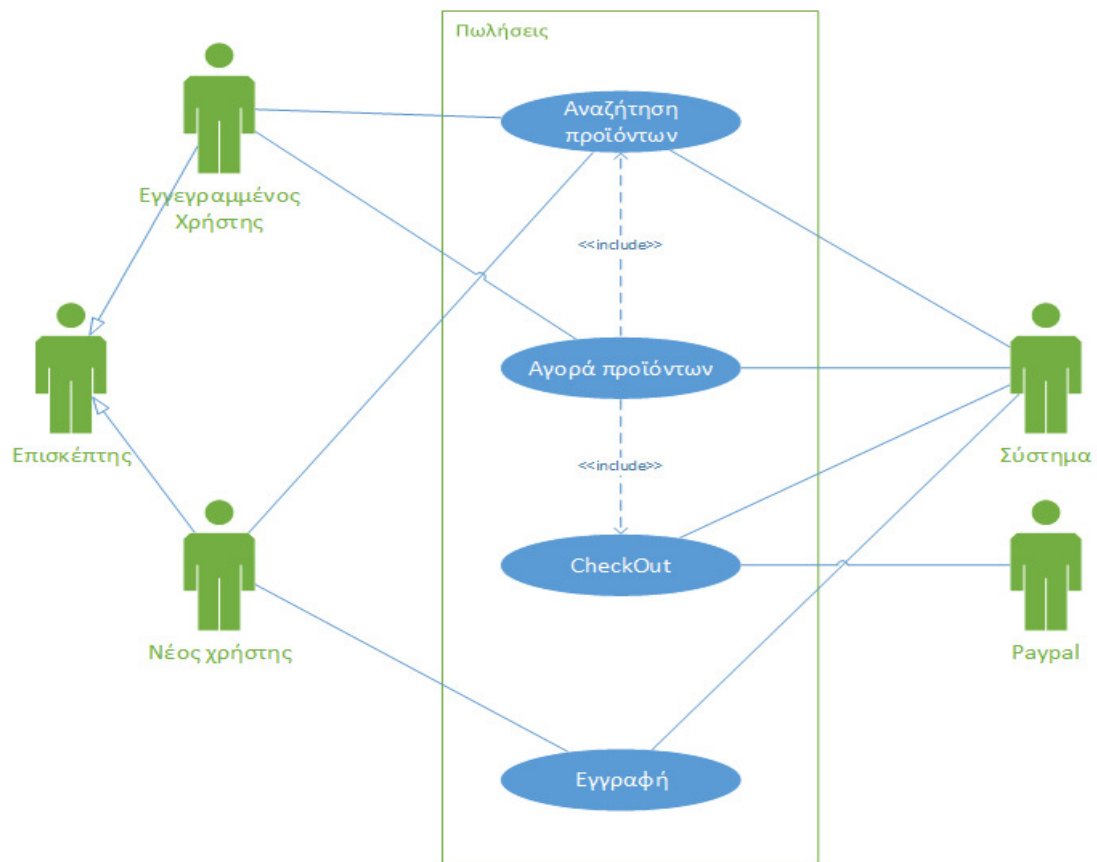 Πωλήσεις
Αναζήτηση
προϊόντων
Εγγεγραμμένος
Χρήστης
<<include>>
Αγορά προϊόντων
Επισκέπτης
Σύστημα
<<include>>
CheckOut
Νέος χρήστης
Paypal
Εγγραφή